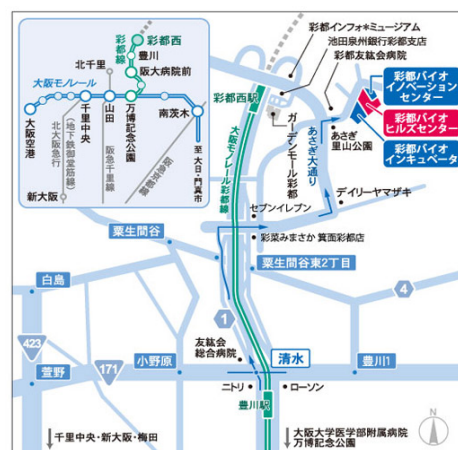 彩都線
彩都西
豊川
阪大病院前
北千里
大阪モノレール
大阪空港
千里中央
山田
万博記念公園
南茨木
北大阪急行
(地下鉄御堂筋線)
新大阪
阪急千里線
阪急京都線
至 大日・門真市
彩都インフォ*ミュージアム
池田泉州銀行彩都支店
彩都友紘会病院
彩都西駅
ガーデンモール彩都
あさぎ大通り
あさぎ
里山公園
彩都バイオ
イノベーション
センター
彩都バイオ
ヒルズセンター
彩都バイオ
インキュベータ
大阪モノレール彩都線
デイリーヤマザキ
セブンイレブン
彩菜みまさか 箕面彩都店
粟生間谷
粟生間谷東2丁目
白島
4
1
423
171
萱野
小野原
友紘会
総合病院
清水
豊川1
ニトリ
ローソン
豊川駅
千里中央・新大阪・梅田
大阪大学医学部附属病院
万博記念公園
N